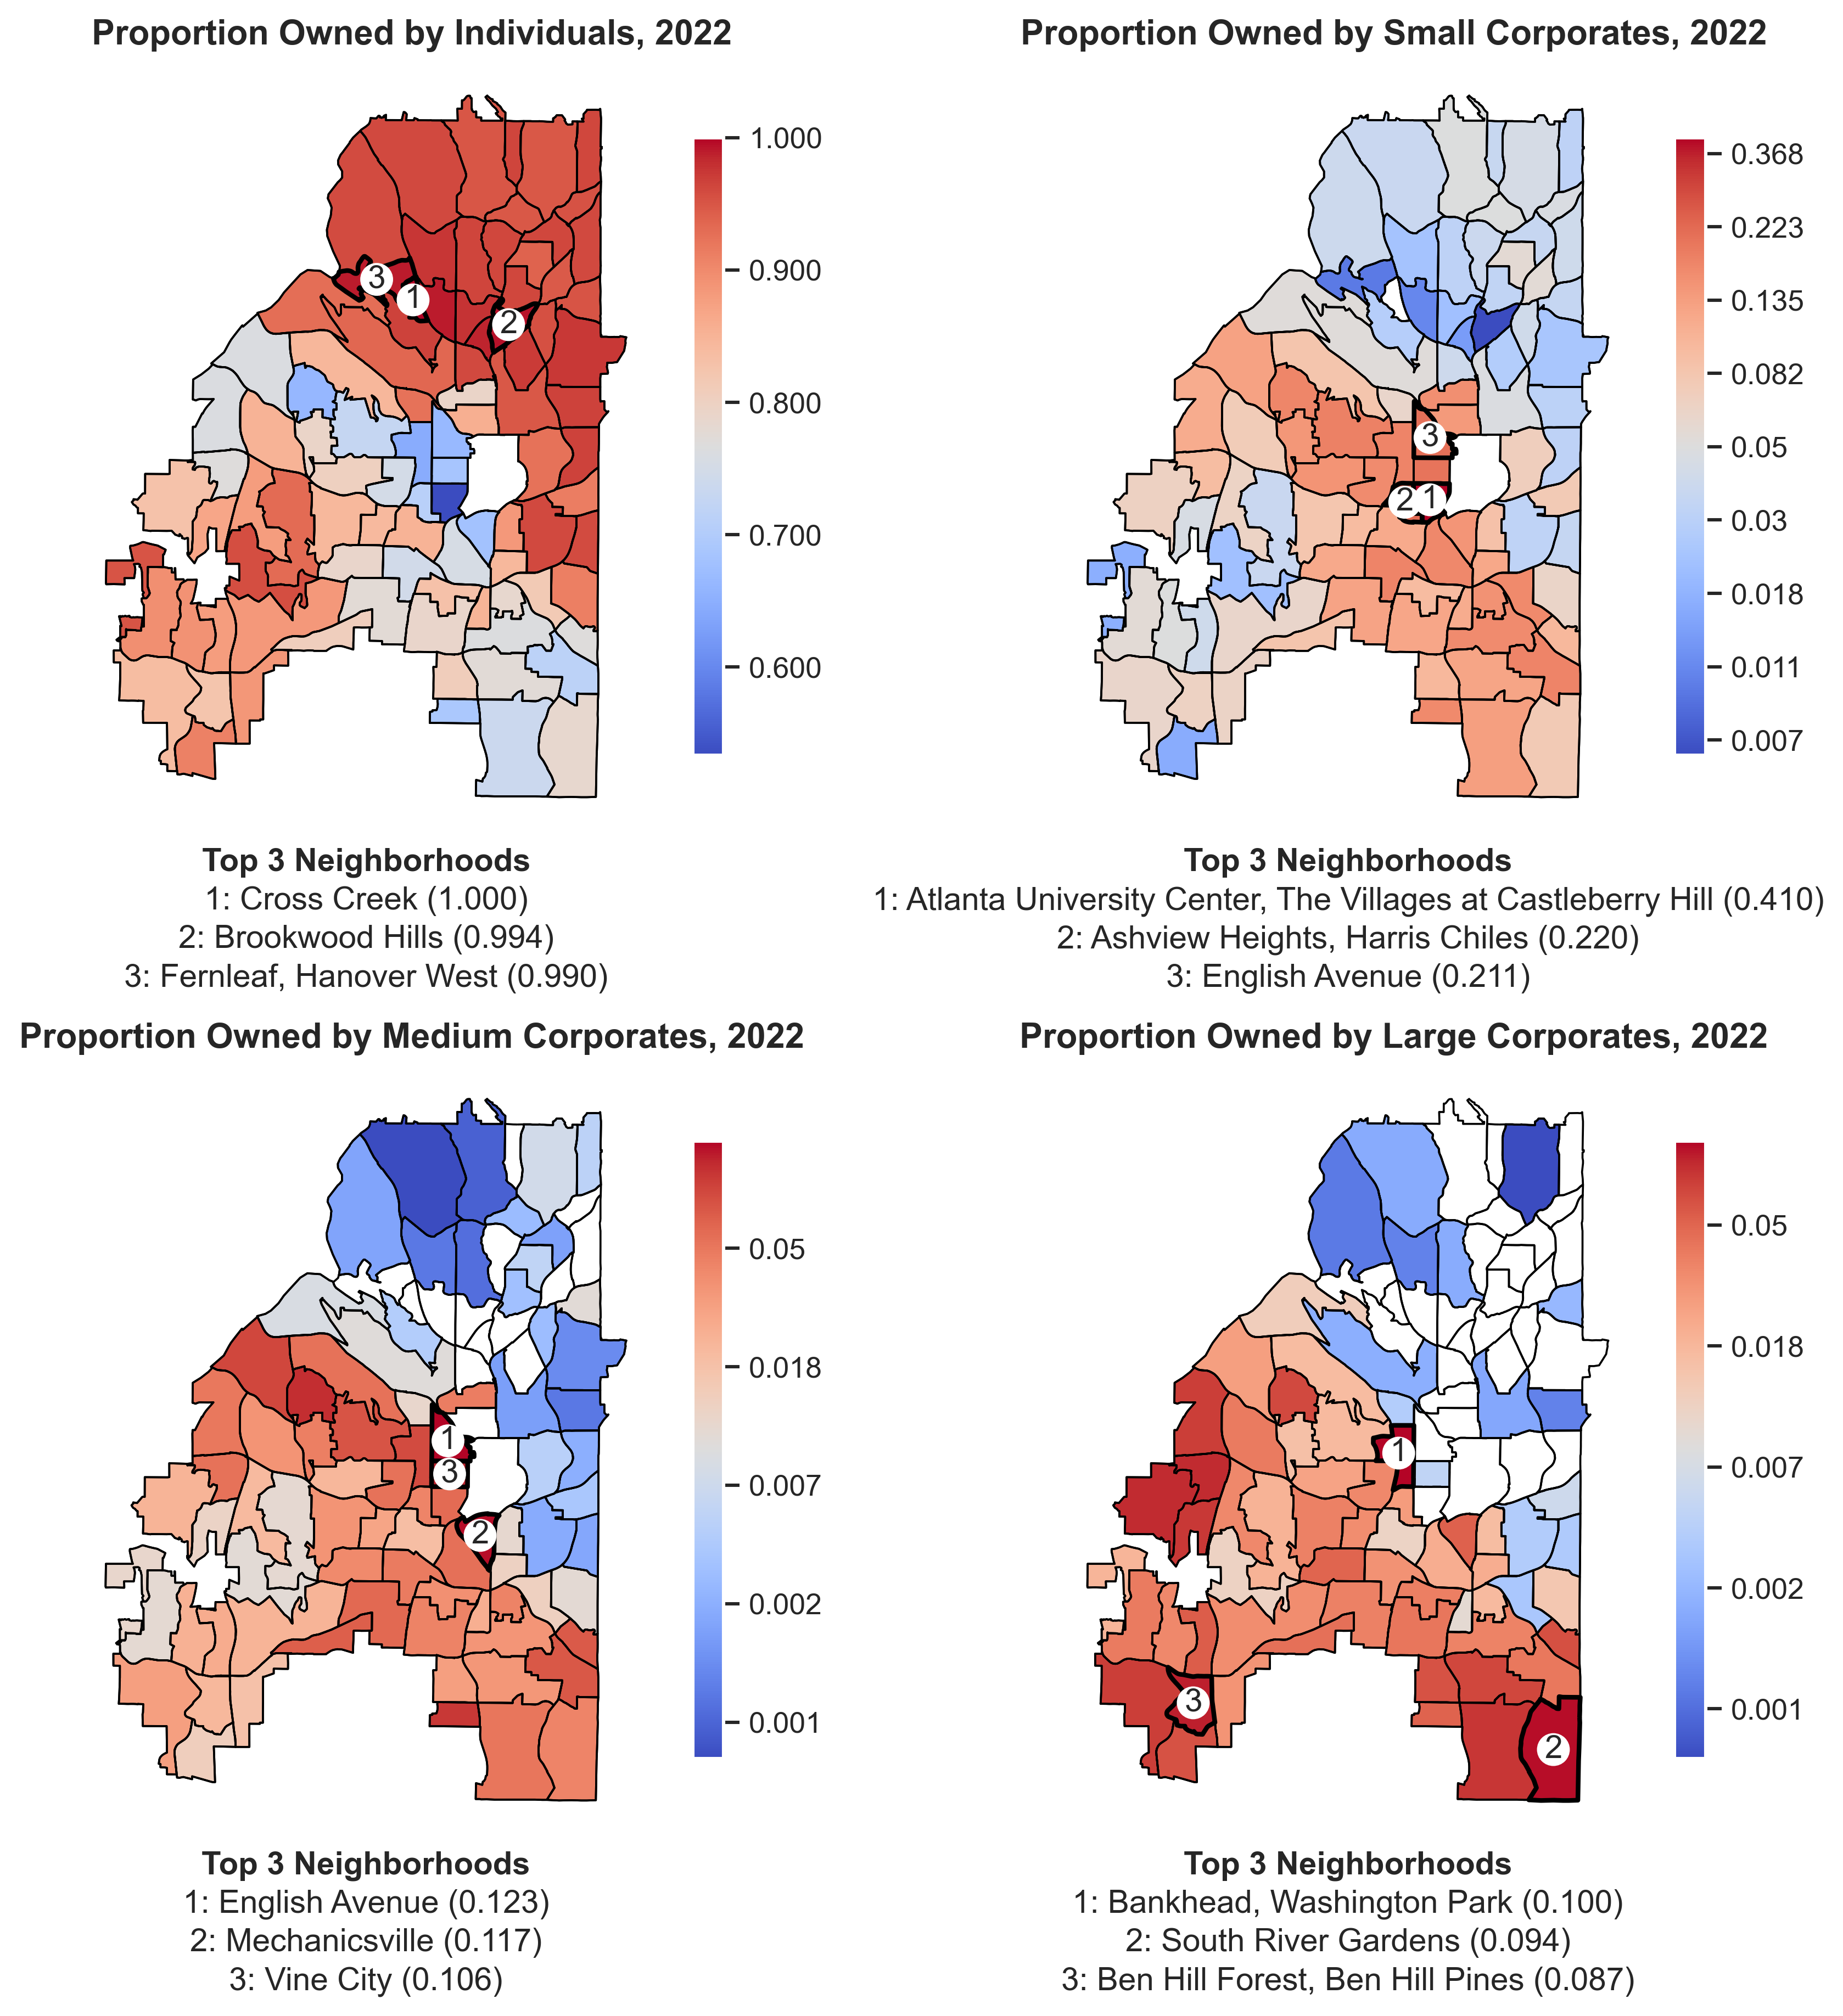 Proportion Owned by Individuals, 2022
3
1
2
1.000
0.900
0.800
0.700
0.600
Top 3 Neighborhoods
1: Cross Creek (1.000)
2: Brookwood Hills (0.994)
3: Fernleaf, Hanover West (0.990)
Proportion Owned by Small Corporates, 2022
3
2
1
0.368
0.223
0.135
0.082
0.05
0.03
0.018
0.011
0.007
Top 3 Neighborhoods
1: Atlanta University Center, The Villages at Castleberry Hill (0.410)
2: Ashview Heights, Harris Chiles (0.220)
3: English Avenue (0.211)
Proportion Owned by Medium Corporates, 2022
1
3
2
0.05
0.018
0.007
0.002
0.001
Top 3 Neighborhoods
1: English Avenue (0.123)
2: Mechanicsville (0.117)
3: Vine City (0.106)
Proportion Owned by Large Corporates, 2022
1
3
2
0.05
0.018
0.007
0.002
0.001
Top 3 Neighborhoods
1: Bankhead, Washington Park (0.100)
2: South River Gardens (0.094)
3: Ben Hill Forest, Ben Hill Pines (0.087)